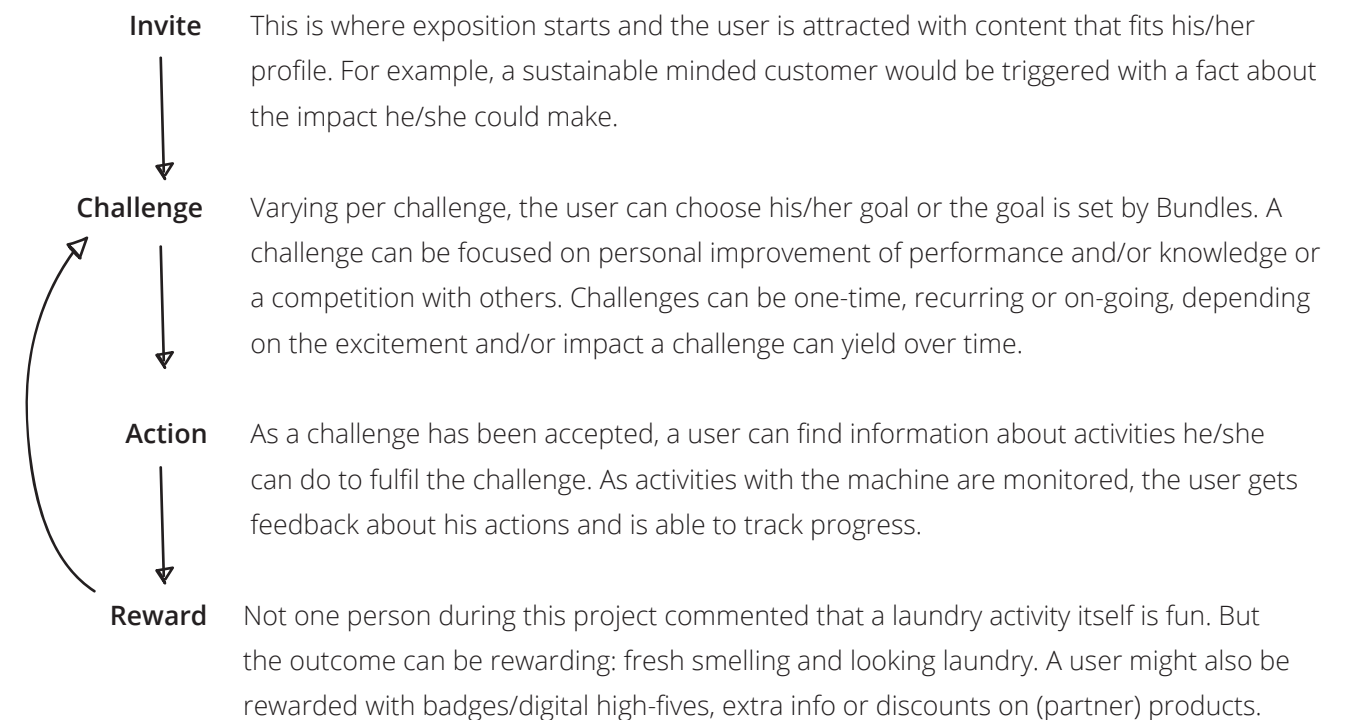 Invite This is where exposition starts and the user is attracted with content that fits his/her
profile. For example, a sustainable minded customer would be triggered with a fact about
the impact he/she could make.
Challenge Varying per challenge, the user can choose his/her goal or the goal is set by Bundles. A
challenge can be focused on personal improvement of performance and/or knowledge or
a competition with others. Challenges can be one-time, recurring or on-going, depending
on the excitement and/or impact a challenge can yield over time.
Action As a challenge has been accepted, a user can find information about activities he/she
can do to fulfil the challenge. As activities with the machine are monitored, the user gets
feedback about his actions and is able to track progress.
Reward Not one person during this project commented that a laundry activity itself is fun. But
the outcome can be rewarding: fresh smelling and looking laundry. A user might also be
rewarded with badges/digital high-fives, extra info or discounts on (partner) products.